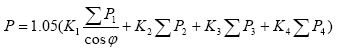 P = 1.05(K₁ ∑P₁/cosφ + K₂∑P₂ + K₃∑P₃ + K₄∑P₄)